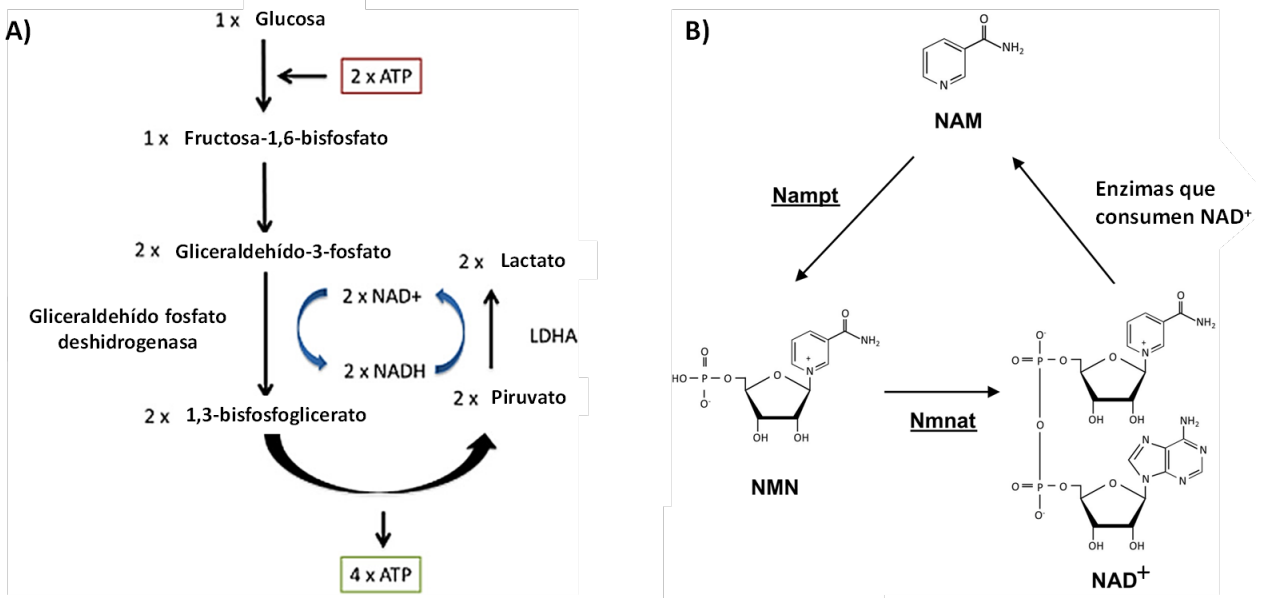 A)
1 x Glucosa
2 x ATP
1 x Fructosa-1,6-bisfosfato
2 x Gliceraldehído-3-fosfato
2 x Lactato
2 x NAD+
Gliceraldehído fosfato
deshidrogenasa
LDHA
2 x NADH
2 x Piruvato
2 x 1,3-bisfosfoglicerato
4 x ATP
B)
O
NH2
N
NAM
Nampt
Enzimas que
consumen NAD+
O
NH2
N+
O
HO P O
O-
O
OH OH
NMN
Nmnat
O
NH2
N+
O-
O P O
O
OH OH
O
NH2
N
N
N
N
O P O
O-
O
OH OH
NAD+